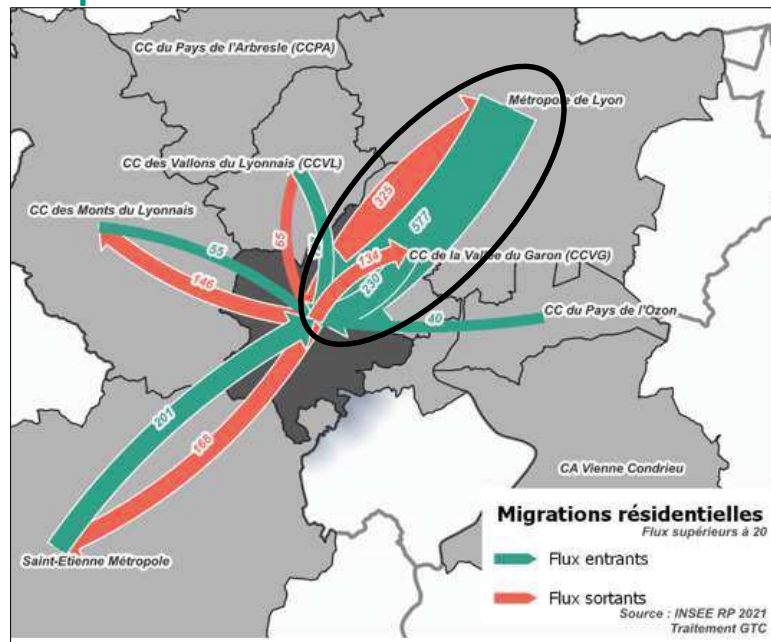 CC du Pays de l'Arbresle (CCPA)
Métropole de Lyon
CC des Vallons du Lyonnais (CCVL)
325
CC des Monts du Lyonnais
577
65
55
134
CC de la Vallée du Garon (CCVG)
146
230
CC du Pays de l'Ozon
40
201
168
CA Vienne Condrieu
Saint-Etienne Métropole
Migrations résidentielles
Flux supérieurs à 20
Flux entrants
Flux sortants
Source : INSEE RP 2021
Traitement GTC